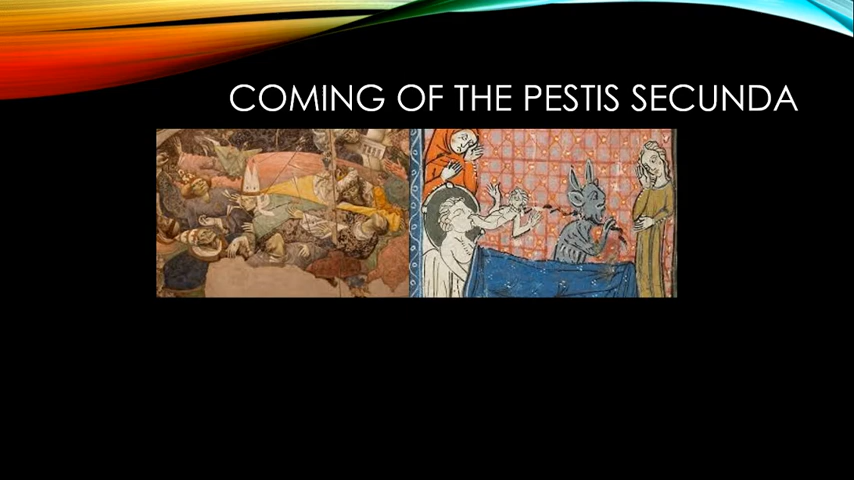 COMING OF THE PESTIS SECUNDA